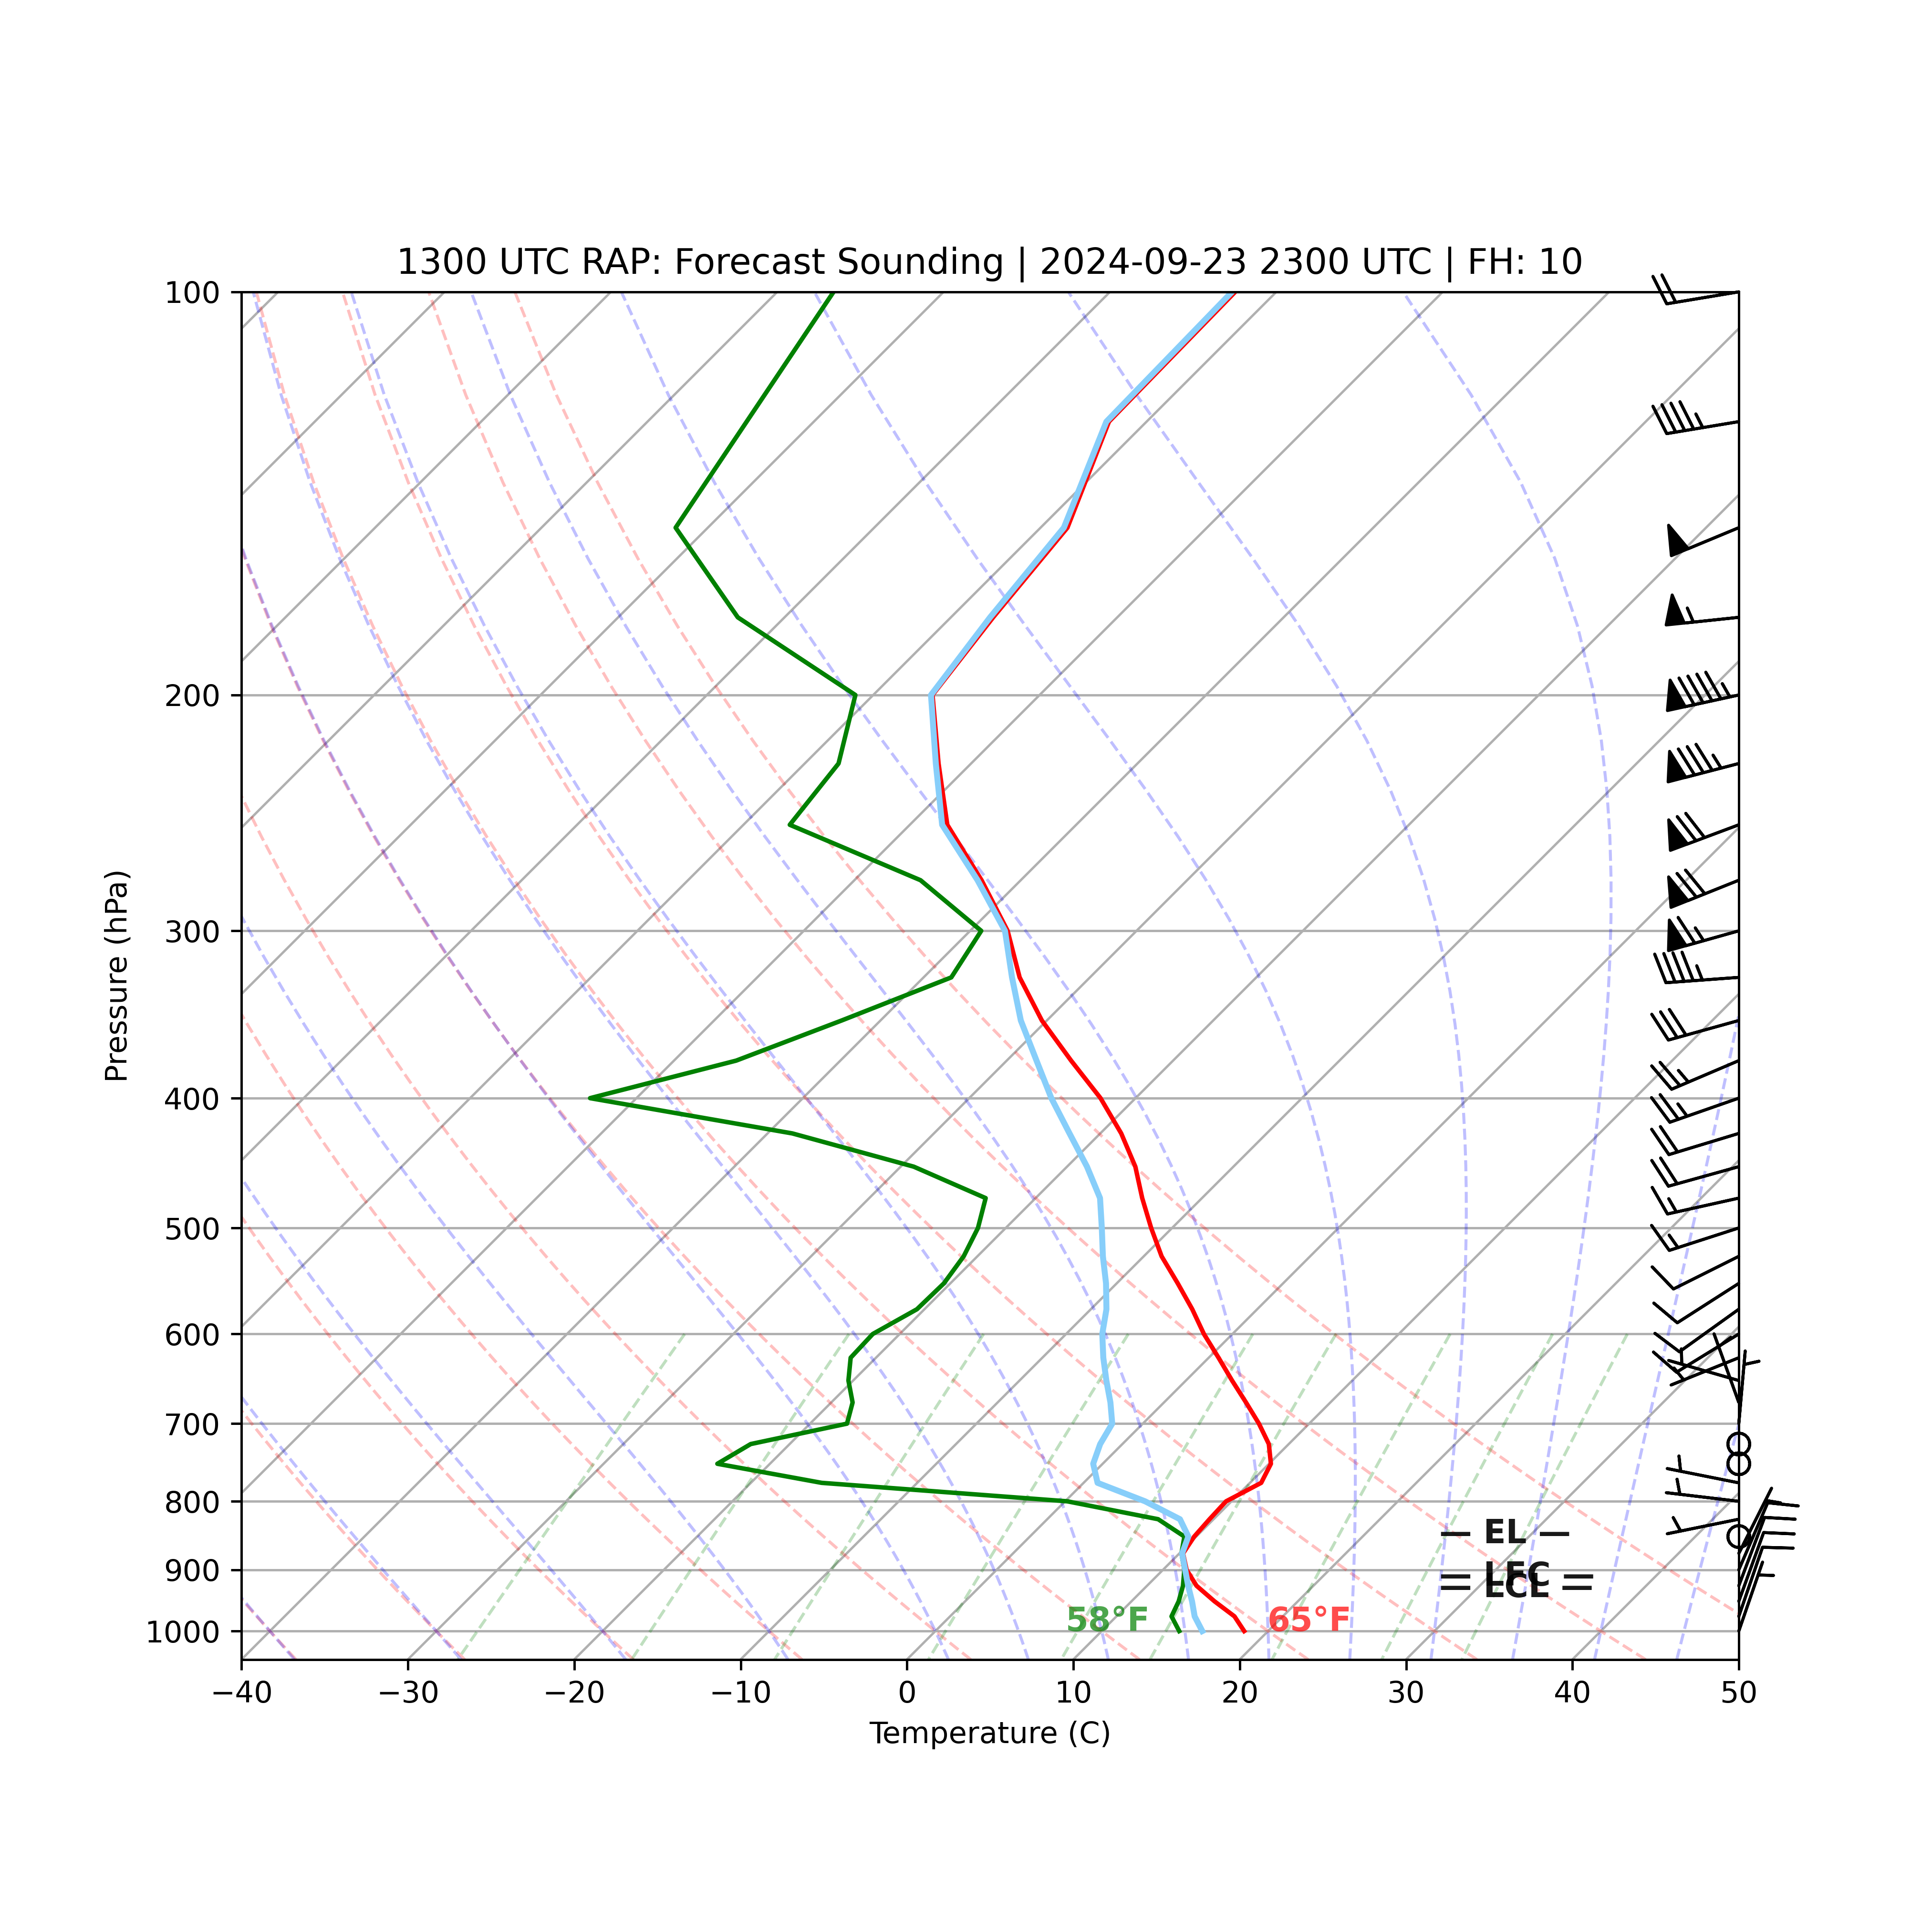 1300 UTC RAP: Forecast Sounding | 2024-09-23 2300 UTC | FH: 10
100
200
300
400
500
600
700
800
900
1000
Pressure (hPa)
— EL —
— LFC —
— LCL —
58°F
65°F
−40 −30 −20 −10 0 10 20 30 40 50
Temperature (C)